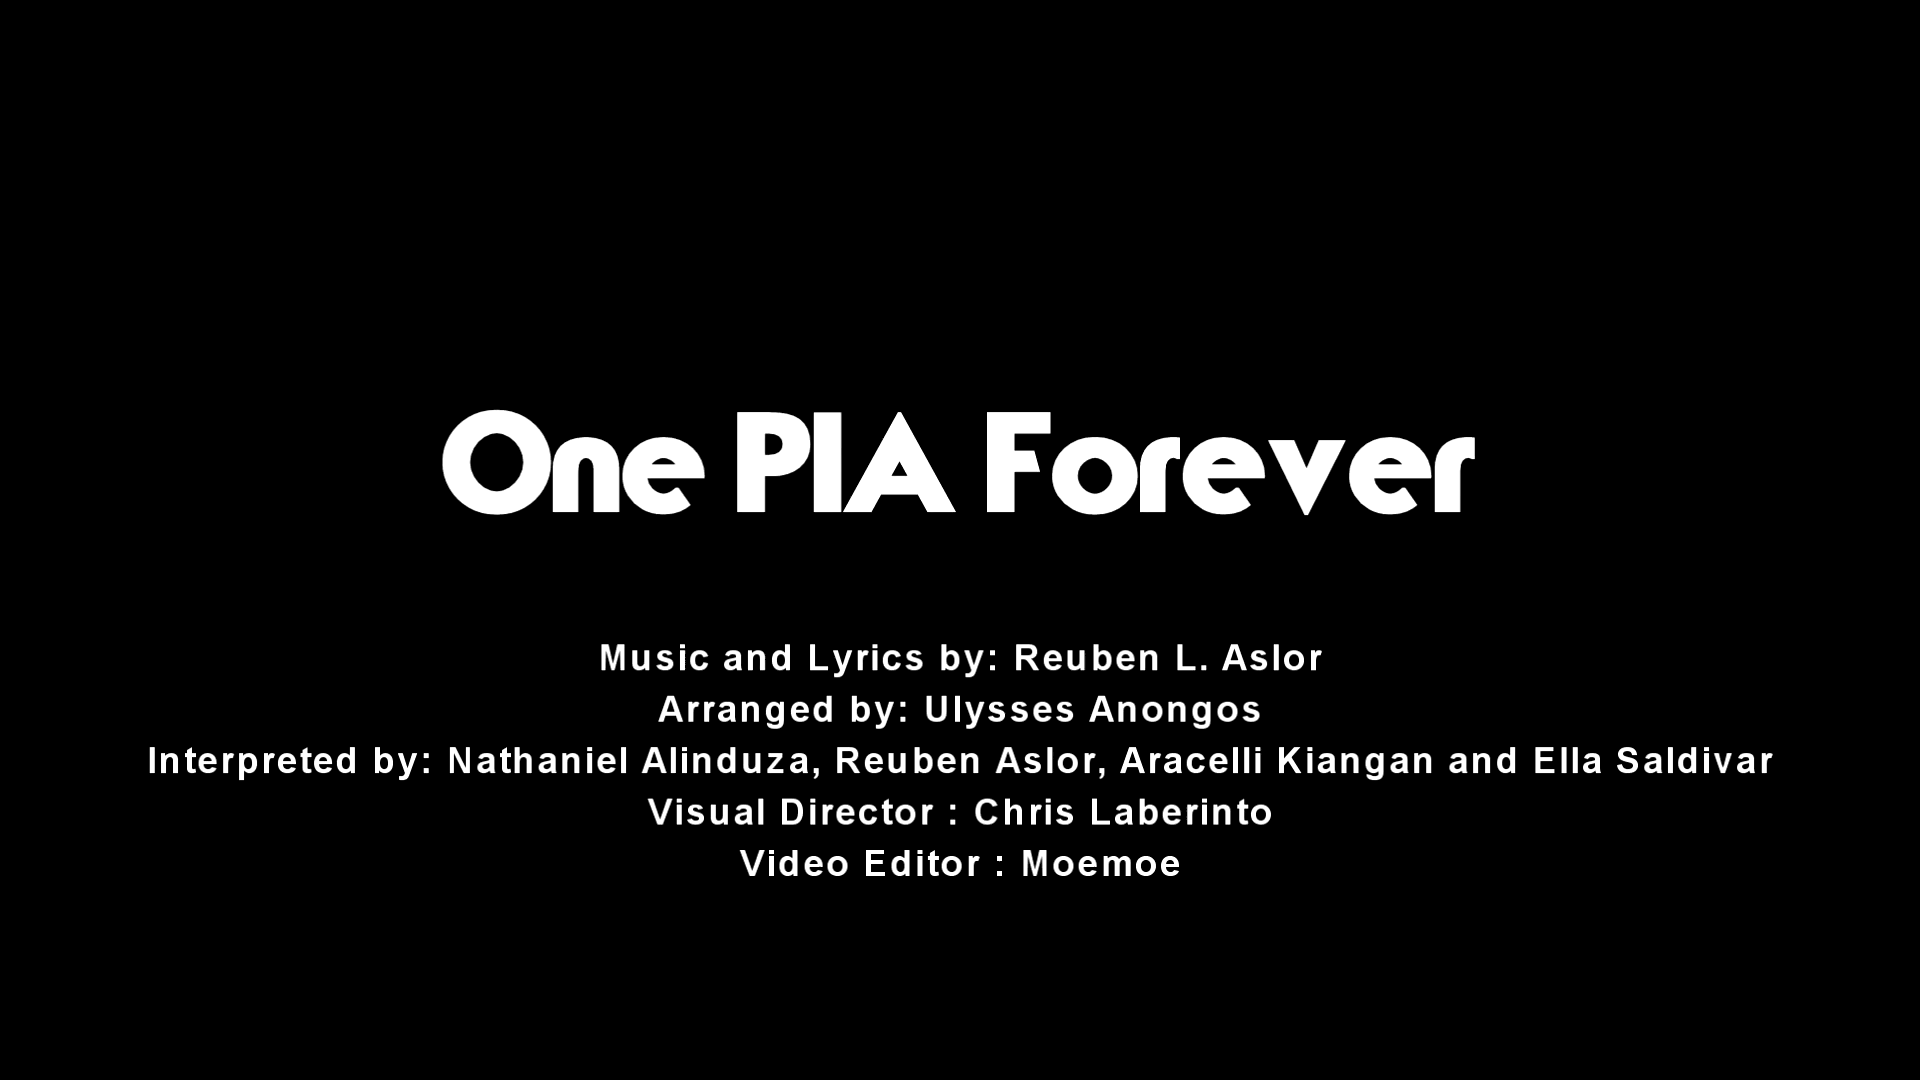 One PIA Forever
Music and Lyrics by: Reuben L. Aslor
Arranged by: Ulysses Anongos
Interpreted by: Nathaniel Alinduza, Reuben Aslor, Aracelli Kiangan and Ella Saldivar
Visual Director : Chris Laberinto
Video Editor : Moemoe